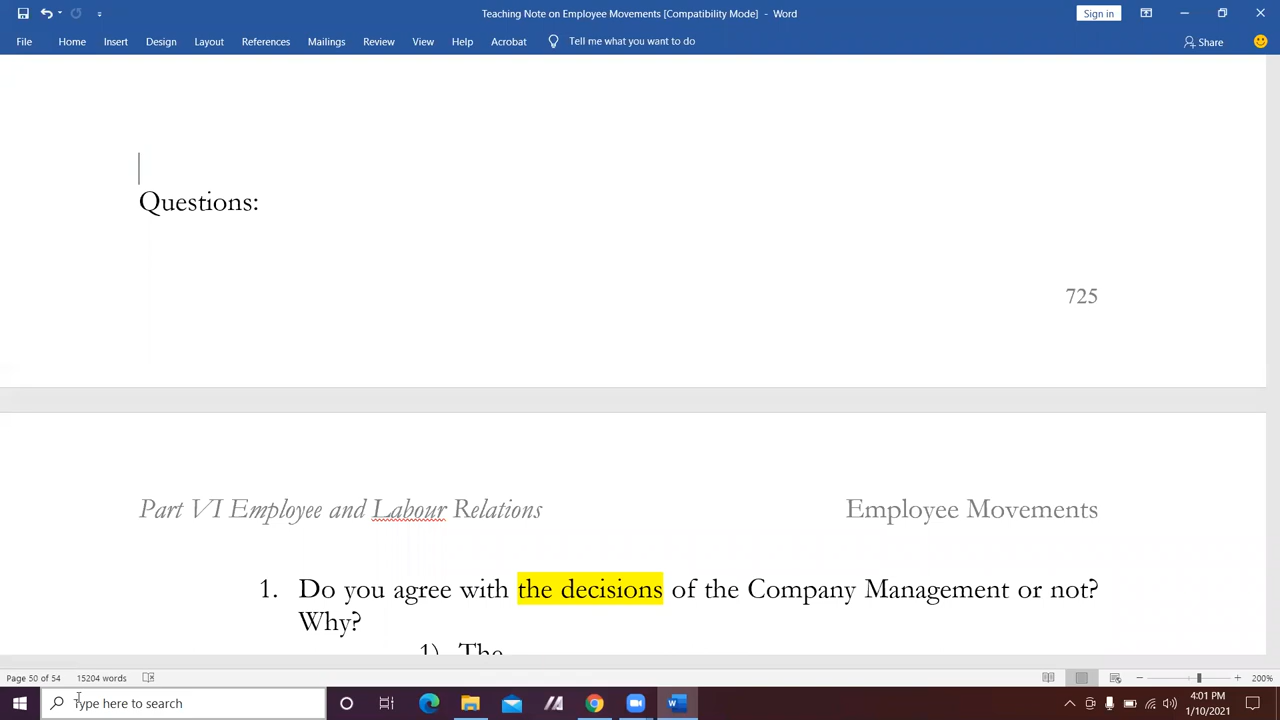 Teaching Note on Employee Movements [Compatibility Mode] - Word
Sign in
File Home Insert Design Layout References Mailings Review View Help Acrobat Tell me what you want to do Share
Questions:
725
Part VI Employee and Labour Relations Employee Movements
1. Do you agree with the decisions of the Company Management or not?
Why?
1) The
Page 50 of 54 15204 words 200%
Type here to search
4:01 PM
1/10/2021